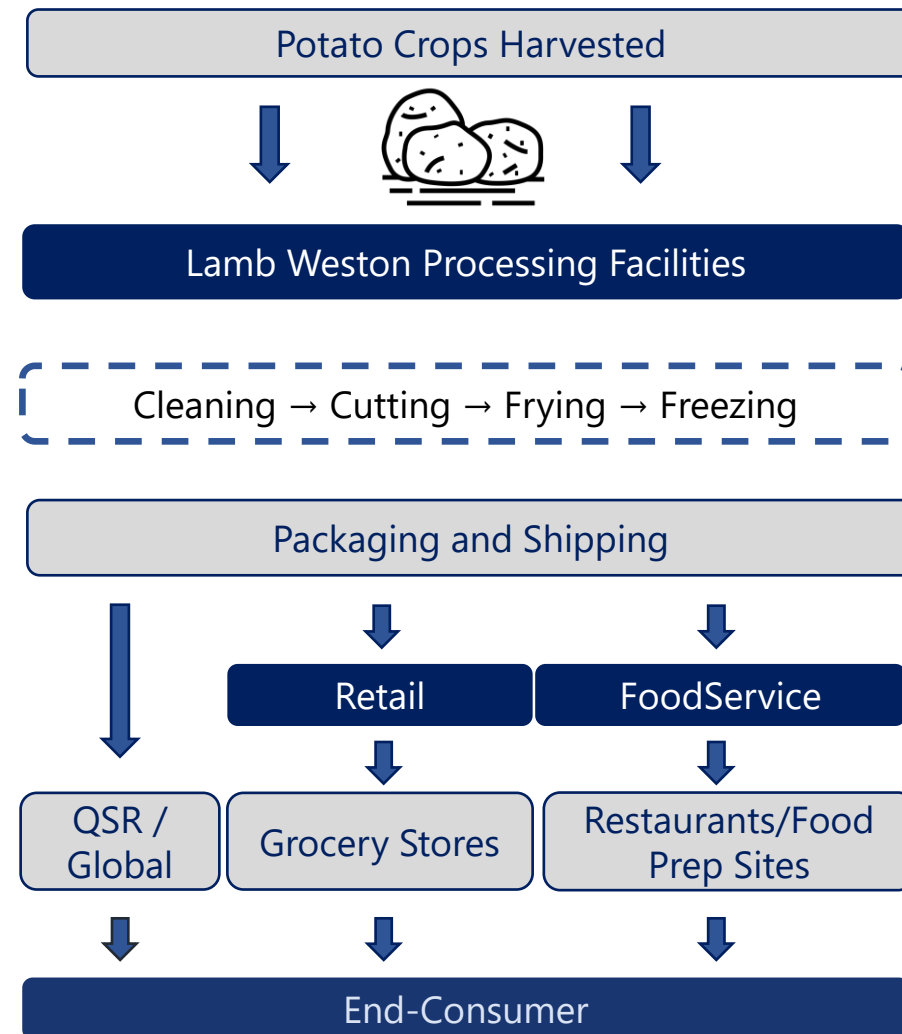 Potato Crops Harvested
Lamb Weston Processing Facilities
Cleaning → Cutting → Frying → Freezing
Packaging and Shipping
Retail
FoodService
QSR /
Global
Grocery Stores
Restaurants/Food
Prep Sites
End-Consumer